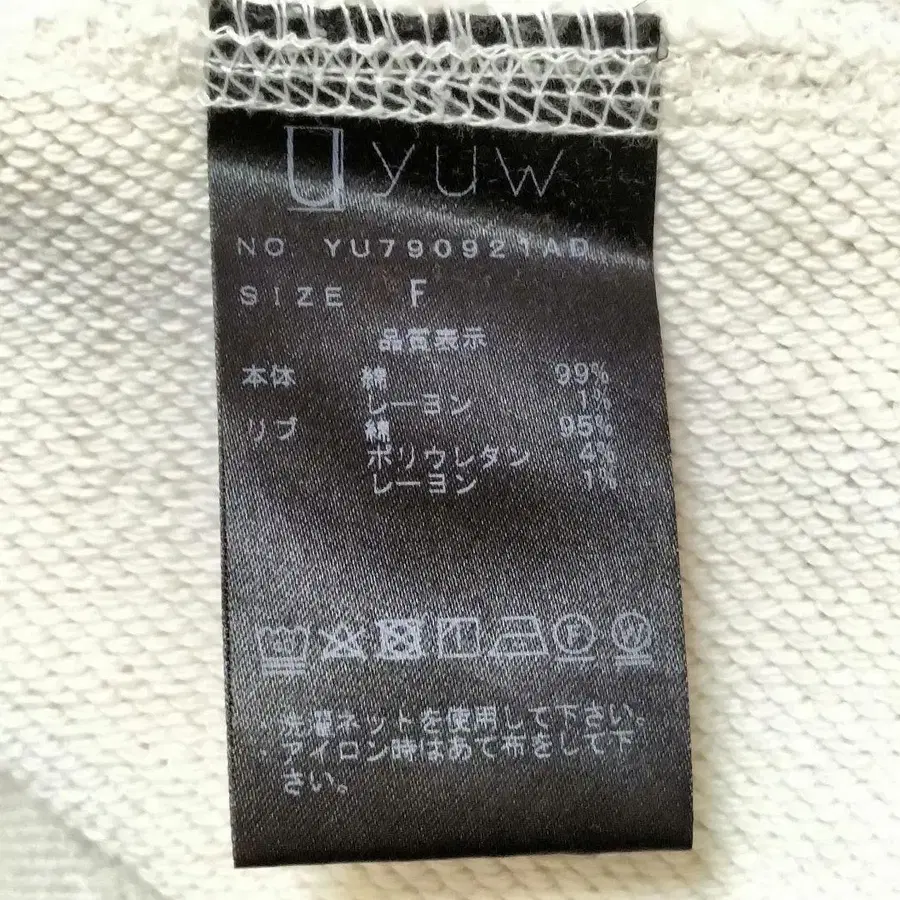 yuw
NO. YU790921AD
SIZE F
品質表示
本体 綿 99%
レーヨン 1%
リブ 綿 95%
ポリウレタン 4%
レーヨン 1%
F W
・洗濯ネットを使用して下さい。
・アイロン時はあて布をして下
さい。